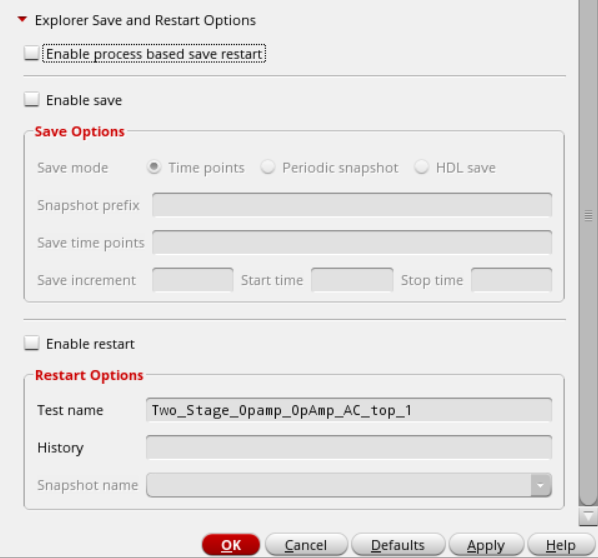 Explorer Save and Restart Options
Enable process based save restart
Enable save
Save Options
Save mode Time points Periodic snapshot HDL save
Snapshot prefix
Save time points
Save increment Start time Stop time
Enable restart
Restart Options
Test name Two_Stage_Opamp_OpAmp_AC_top_1
History
Snapshot name
OK Cancel Defaults Apply Help